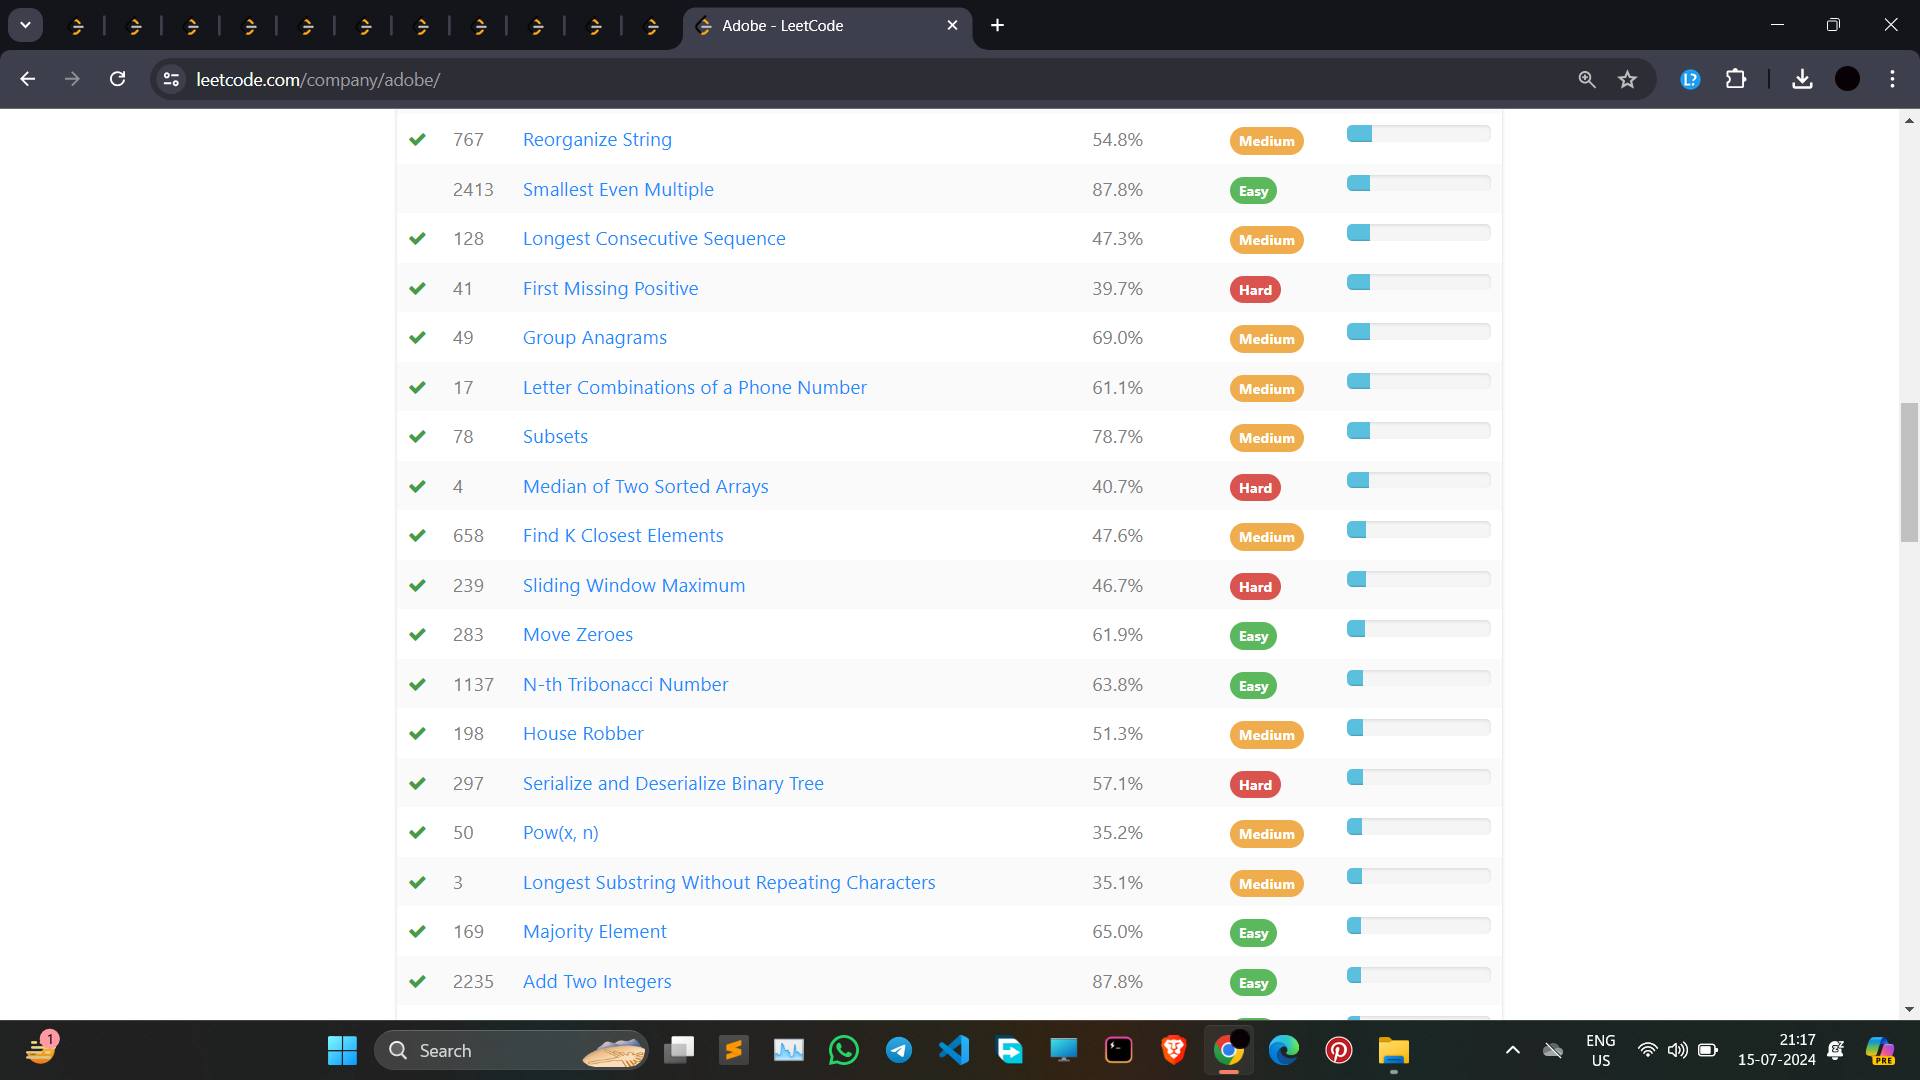 Adobe - LeetCode
leetcode.com/company/adobe/
767 Reorganize String 54.8% Medium
2413 Smallest Even Multiple 87.8% Easy
128 Longest Consecutive Sequence 47.3% Medium
41 First Missing Positive 39.7% Hard
49 Group Anagrams 69.0% Medium
17 Letter Combinations of a Phone Number 61.1% Medium
78 Subsets 78.7% Medium
4 Median of Two Sorted Arrays 40.7% Hard
658 Find K Closest Elements 47.6% Medium
239 Sliding Window Maximum 46.7% Hard
283 Move Zeroes 61.9% Easy
1137 N-th Tribonacci Number 63.8% Easy
198 House Robber 51.3% Medium
297 Serialize and Deserialize Binary Tree 57.1% Hard
50 Pow(x, n) 35.2% Medium
3 Longest Substring Without Repeating Characters 35.1% Medium
169 Majority Element 65.0% Easy
2235 Add Two Integers 87.8% Easy
1
Search
ENG
US
21:17
15-07-2024
PRE